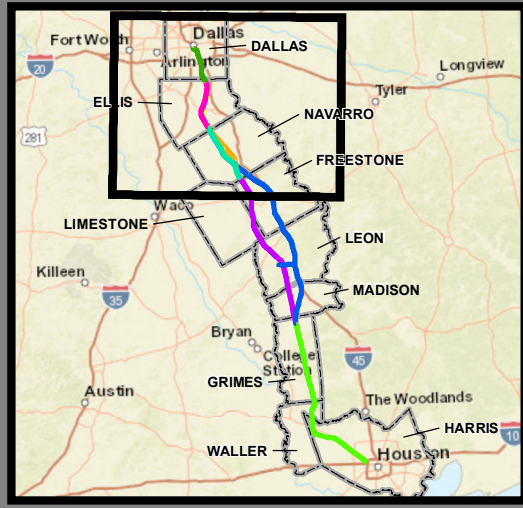 Dallas
Fort Worth
DALLAS
Arlington
20
Longview
Tyler
ELLIS
NAVARRO
281
FREESTONE
Waco
LIMESTONE
LEON
Killeen
MADISON
35
Bryan
College
Station
45
GRIMES
Austin
The Woodlands
HARRIS
10
WALLER
Houston